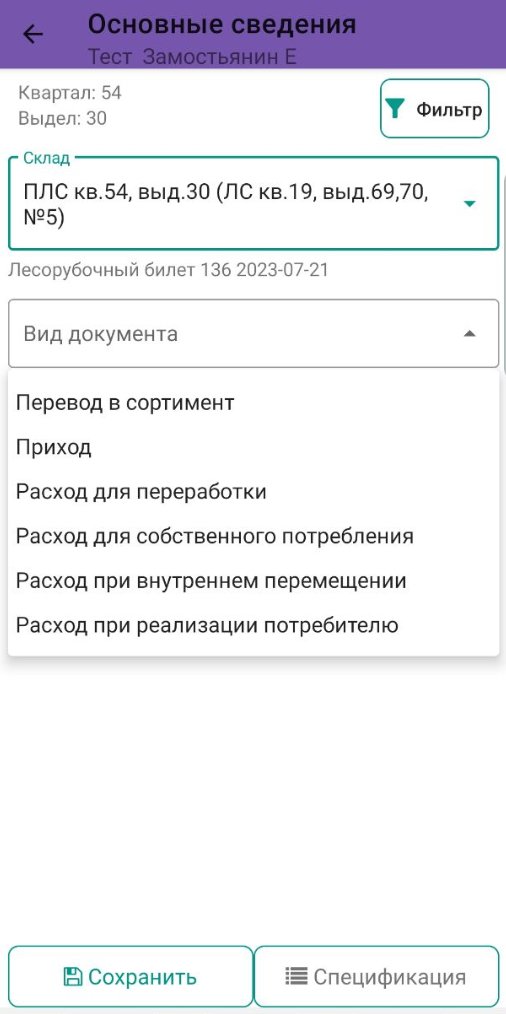 Основные сведения
Тест Замостьянин Е
Квартал: 54
Выдел: 30
Фильтр
Склад
ПЛС кв.54, выд.30 (ЛС кв.19, выд.69,70,
№5)
Лесорубочный билет 136 2023-07-21
Вид документа
Перевод в сортимент
Приход
Расход для переработки
Расход для собственного потребления
Расход при внутреннем перемещении
Расход при реализации потребителю
Сохранить
Спецификация